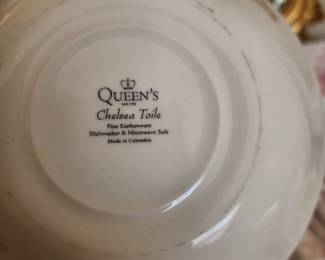 QUEEN'S
Chelsea Toile
Fine Earthenware
Dishwasher & Microwave Safe
Made in Colombia